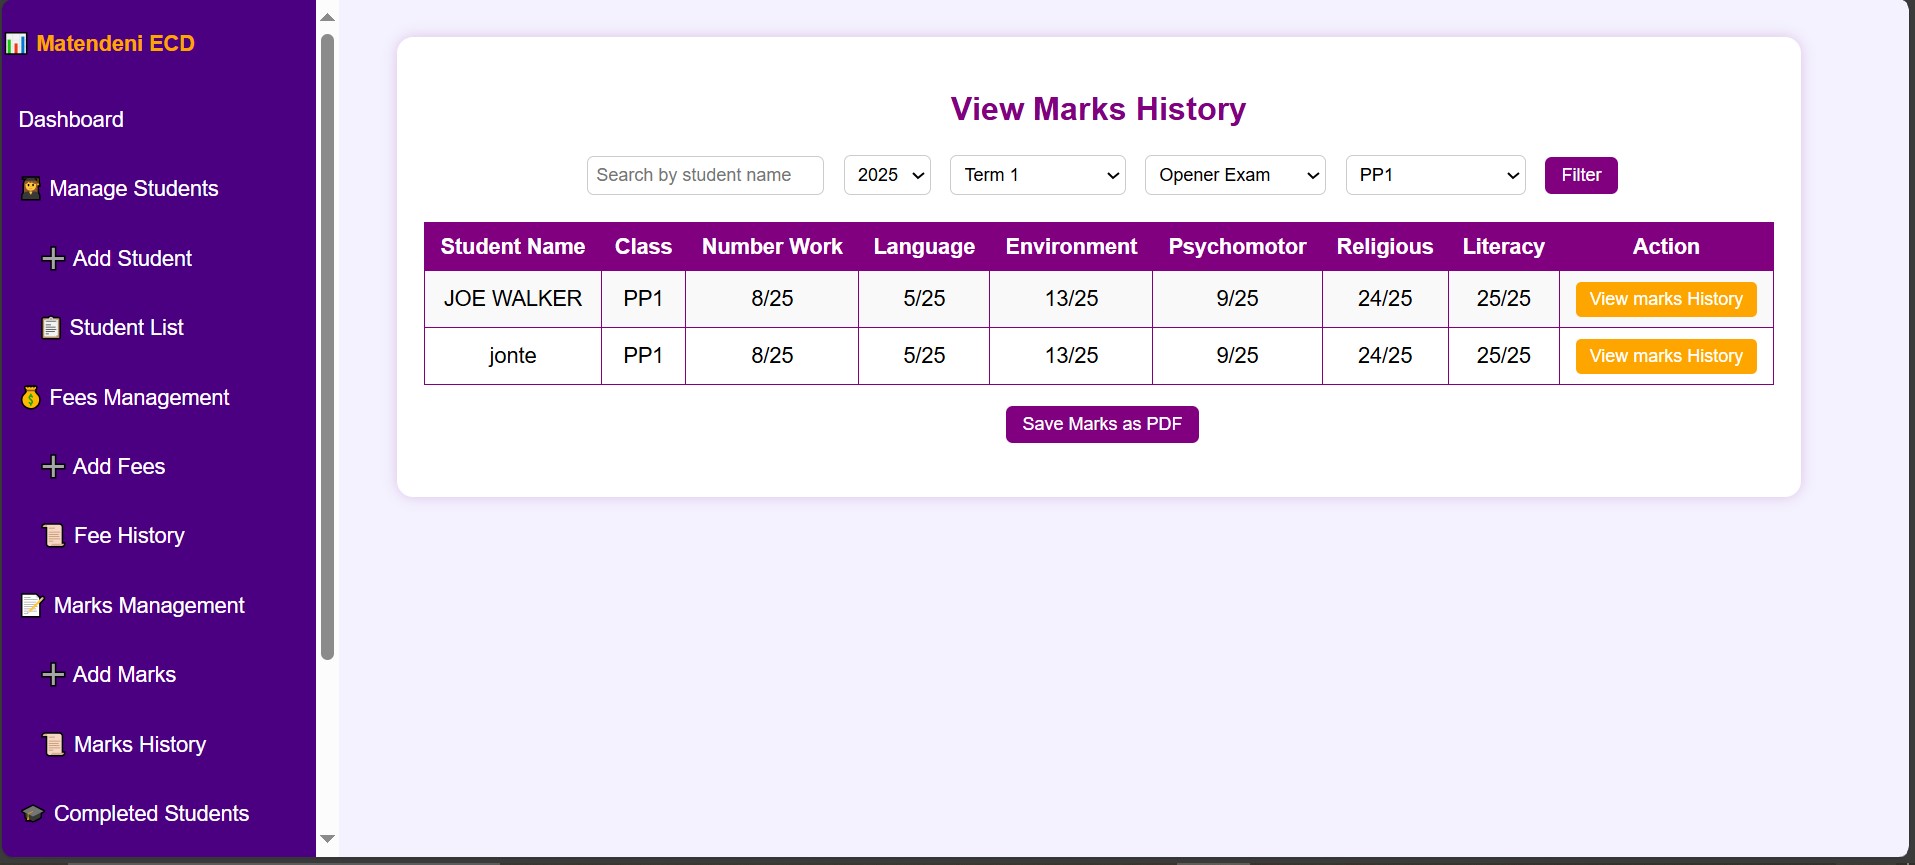 Matendeni ECD
Dashboard
Manage Students
Add Student
Student List
Fees Management
Add Fees
Fee History
Marks Management
Add Marks
Marks History
Completed Students
View Marks History
Search by student name 2025 Term 1 Opener Exam PP1 Filter
Student Name Class Number Work Language Environment Psychomotor Religious Literacy Action
JOE WALKER PP1 8/25 5/25 13/25 9/25 24/25 25/25 View marks History
jonte PP1 8/25 5/25 13/25 9/25 24/25 25/25 View marks History
Save Marks as PDF